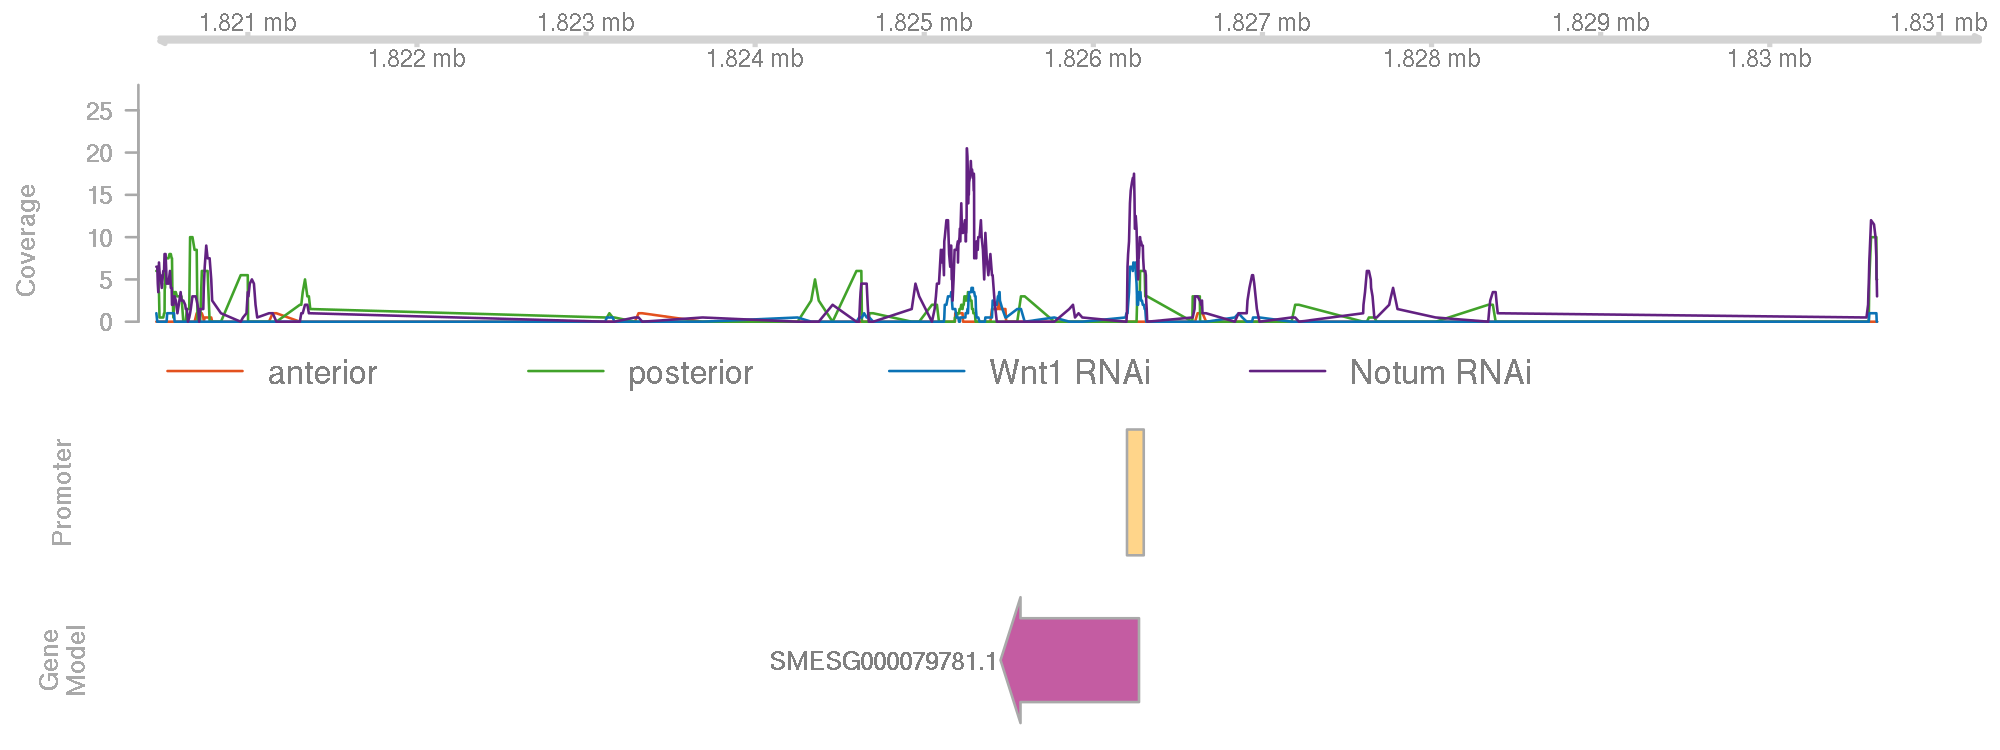 1.821 mb 1.823 mb 1.825 mb 1.827 mb 1.829 mb 1.831 mb
1.822 mb 1.824 mb 1.826 mb 1.828 mb 1.83 mb
Coverage
25
20
15
10
5
0
anterior posterior Wnt1 RNAi Notum RNAi
Promoter
Gene
Model
SMESG000079781.1